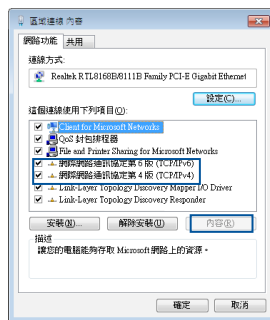 區域連線 內容
網路功能 共用
連線方式:
Realtek RTL8168B/8111B Family PCI-E Gigabit Ethernet
設定(C)...
這個連線使用下列項目(O):
Client for Microsoft Networks
QoS 封包排程器
File and Printer Sharing for Microsoft Networks
網際網路通訊協定第 6 版 (TCP/IPv6)
網際網路通訊協定第 4 版 (TCP/IPv4)
Link-Layer Topology Discovery Mapper I/O Driver
Link-Layer Topology Discovery Responder
安裝(N)... 解除安裝(U) 內容(R)
描述
讓您的電腦能夠存取 Microsoft 網路上的資源。
確定 取消